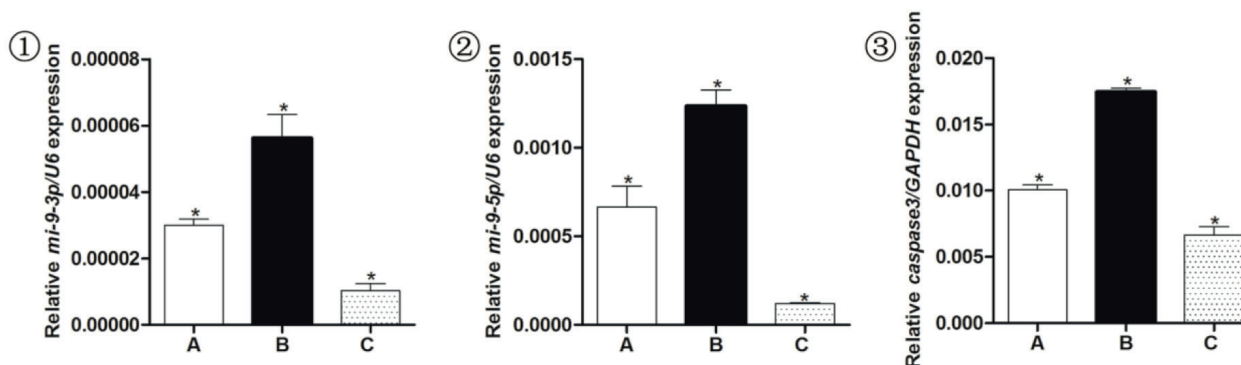 ①
Relative mi-9-3p/U6 expression
0.00008
0.00006
0.00004
0.00002
0.00000
*
*
*
A
B
C
②
Relative mi-9-5p/U6 expression
0.0015
0.0010
0.0005
0.0000
*
*
*
A
B
C
③
Relative caspase3/GAPDH expression
0.020
0.015
0.010
0.005
0.000
*
*
*
A
B
C